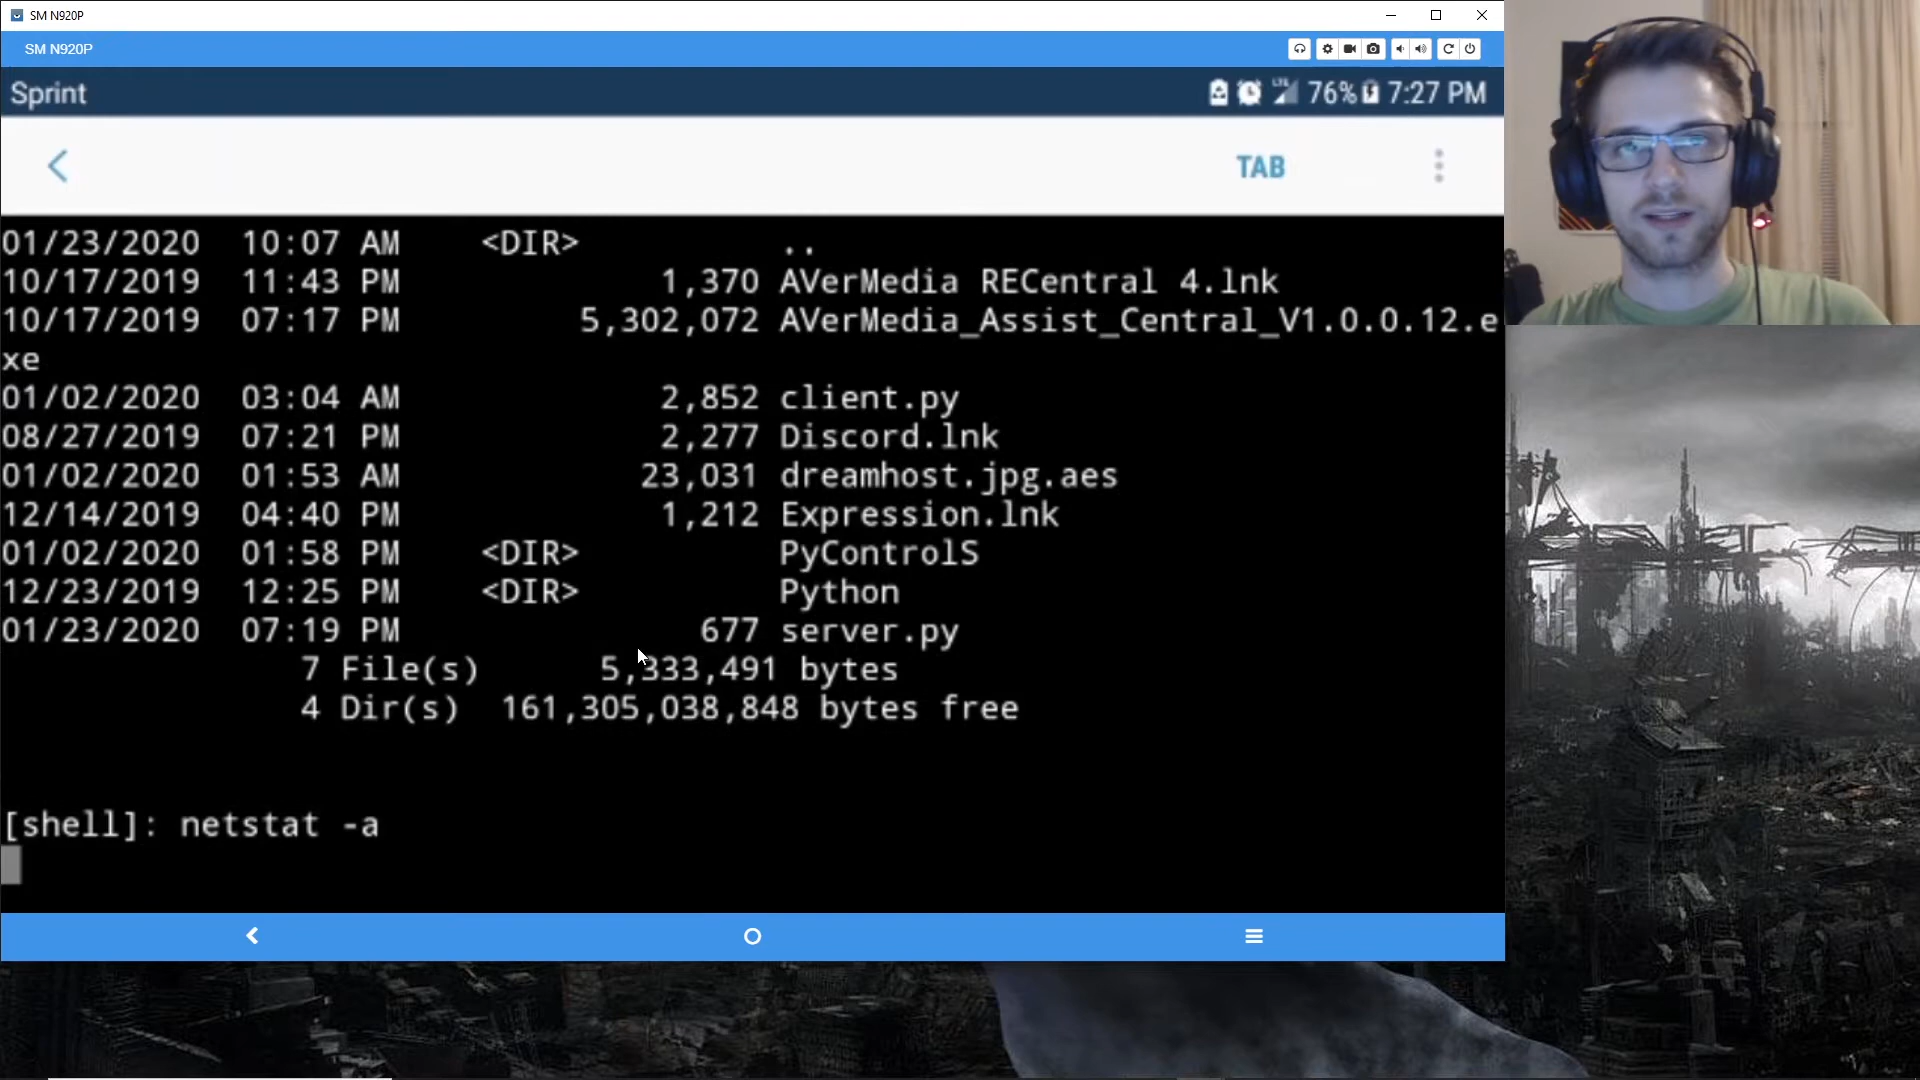 SM N920P
SM N920P
Sprint
LTE 76% 7:27 PM
TAB
01/23/2020 10:07 AM <DIR> ..
10/17/2019 11:43 PM 1,370 AVerMedia RECentral 4.lnk
10/17/2019 07:17 PM 5,302,072 AVerMedia_Assist_Central_V1.0.0.12.e
xe
01/02/2020 03:04 AM 2,852 client.py
08/27/2019 07:21 PM 2,277 Discord.lnk
01/02/2020 01:53 AM 23,031 dreamhost.jpg.aes
12/14/2019 04:40 PM 1,212 Expression.lnk
01/02/2020 01:58 PM <DIR> PyControlS
12/23/2019 12:25 PM <DIR> Python
01/23/2020 07:19 PM 677 server.py
7 File(s) 5,333,491 bytes
4 Dir(s) 161,305,038,848 bytes free
[shell]: netstat -a